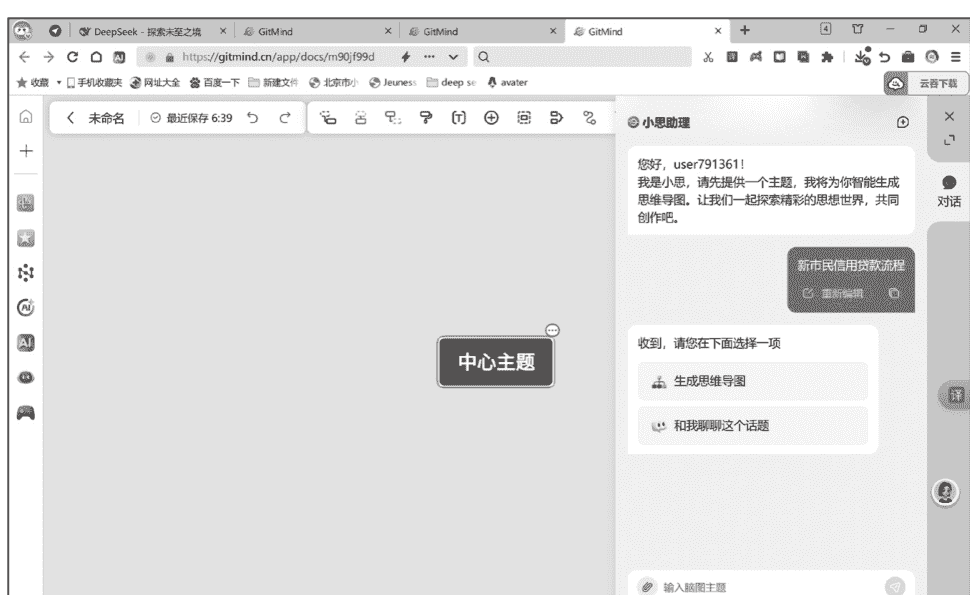 DeepSeek - 探索未至之境
GitMind
GitMind
GitMind
4
https://gitmind.cn/app/docs/m90jf99d
收藏
手机收藏夹
网址大全
百度一下
新建文件
北京市小
Jeunes
deep se
avater
云盘下载
未命名
最近保存 6:39
小思助理
您好，user791361！
我是小思，请先提供一个主题，我将为你智能生成
思维导图。让我们一起探索精彩的思想世界，共同
创作吧。
对话
新市民信用贷款流程
重新编辑
中心主题
收到，请您在下面选择一项
生成思维导图
和我聊聊这个话题
译
输入脑图主题